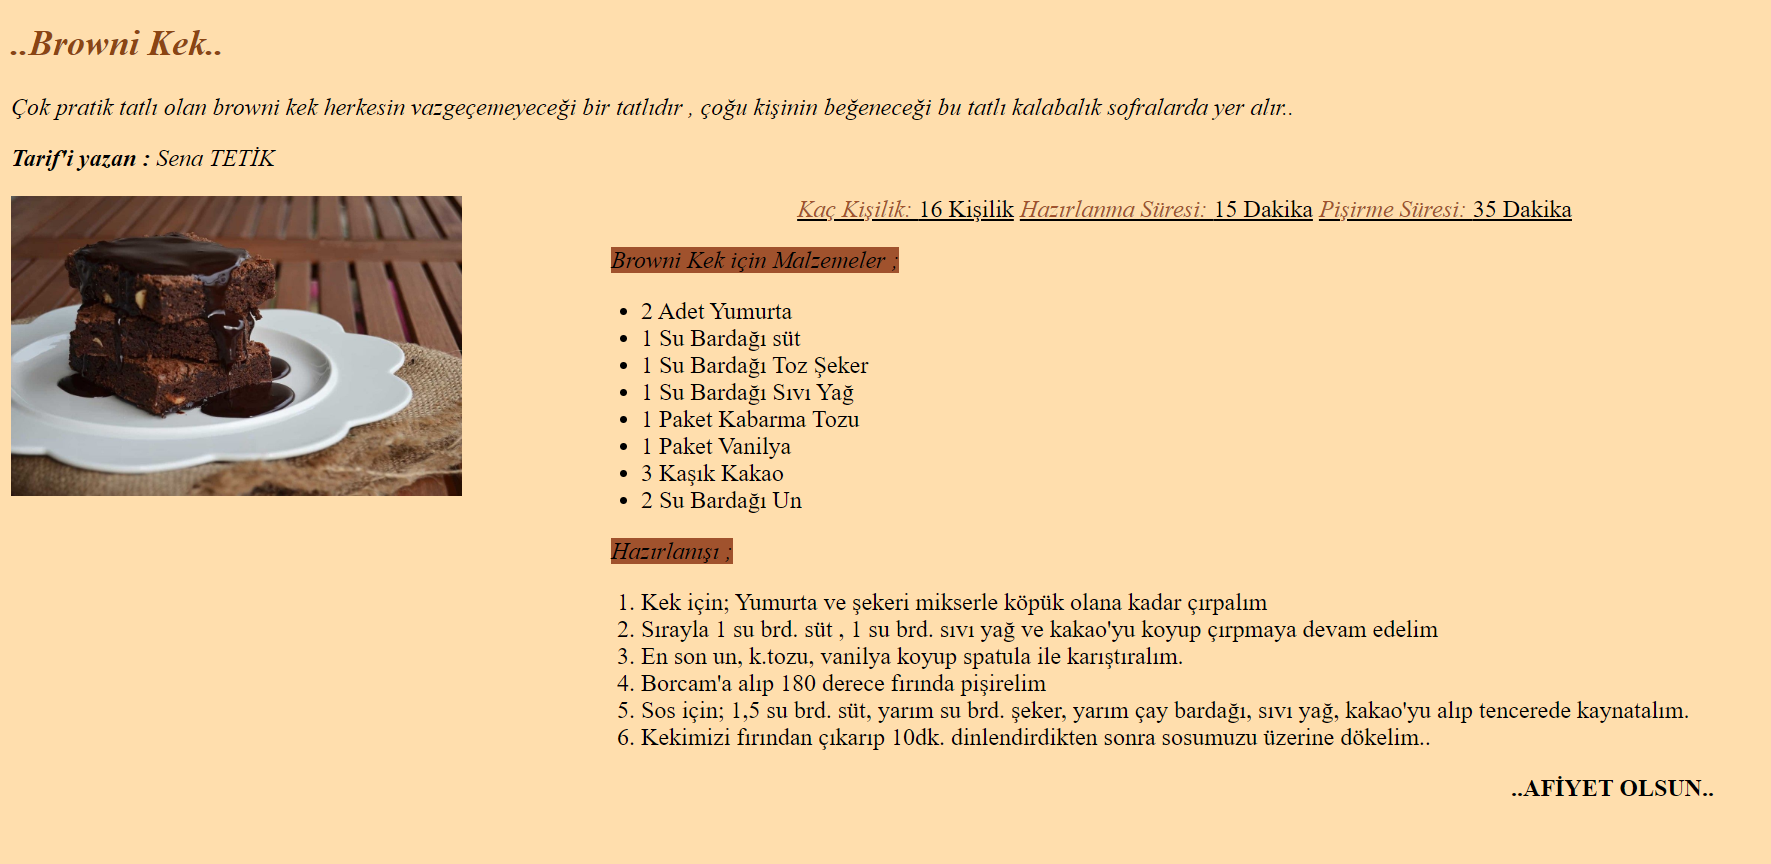 ..Browni Kek..
Çok pratik tatlı olan browni kek herkesin vazgeçemeyeceği bir tatlıdır , çoğu kişinin beğeneceği bu tatlı kalabalık sofralarda yer alır..
Tarif'i yazan : Sena TETİK
Kaç Kişilik: 16 Kişilik Hazırlanma Süresi: 15 Dakika Pişirme Süresi: 35 Dakika
Browni Kek için Malzemeler ;
• 2 Adet Yumurta
• 1 Su Bardağı süt
• 1 Su Bardağı Toz Şeker
• 1 Su Bardağı Sıvı Yağ
• 1 Paket Kabarma Tozu
• 1 Paket Vanilya
• 3 Kaşık Kakao
• 2 Su Bardağı Un
Hazırlanışı ;
1. Kek için; Yumurta ve şekeri mikserle köpük olana kadar çırpalım
2. Sırayla 1 su brd. süt , 1 su brd. sıvı yağ ve kakao'yu koyup çırpmaya devam edelim
3. En son un, k.tozu, vanilya koyup spatula ile karıştıralım.
4. Borcam'a alıp 180 derece fırında pişirelim
5. Sos için; 1,5 su brd. süt, yarım su brd. şeker, yarım çay bardağı, sıvı yağ, kakao'yu alıp tencerede kaynatalım.
6. Kekimizi fırından çıkarıp 10dk. dinlendirdikten sonra sosumuzu üzerine dökelim..
..AFİYET OLSUN..